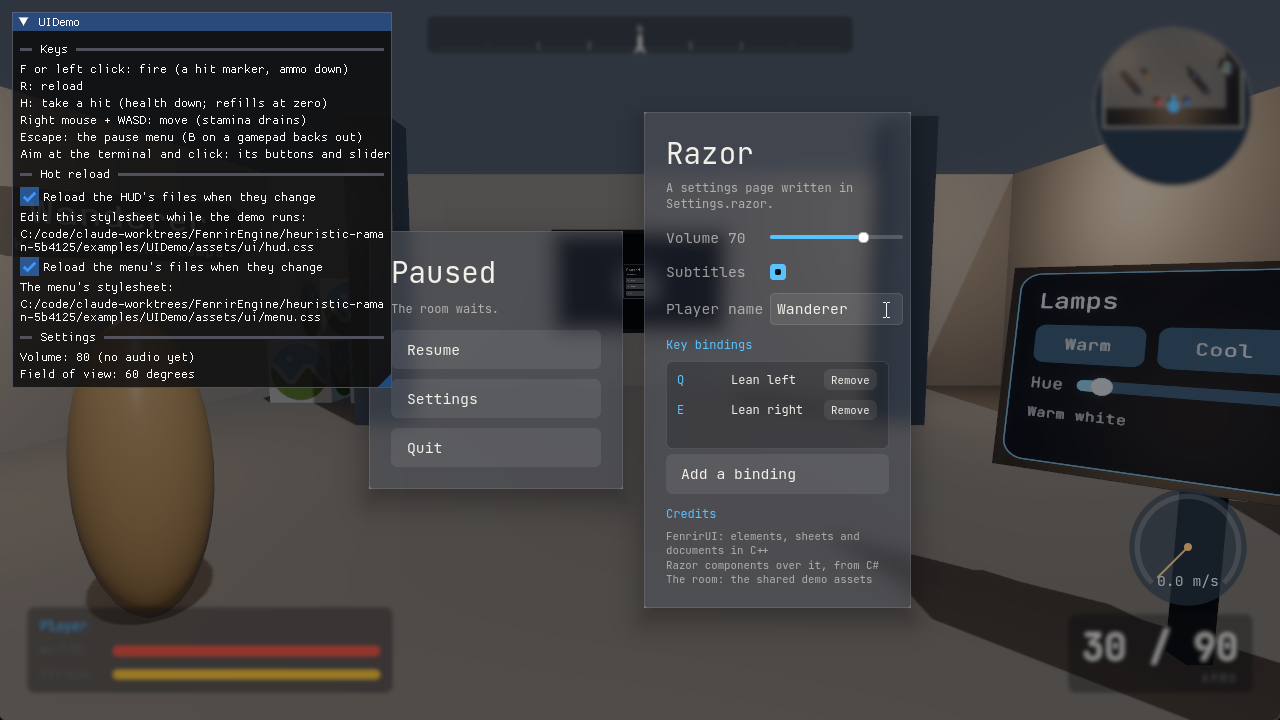 UIDemo
Keys
F or left click: fire (a hit marker, ammo down)
R: reload
H: take a hit (health down; refills at zero)
Right mouse + WASD: move (stamina drains)
Escape: the pause menu (B on a gamepad backs out)
Aim at the terminal and click: its buttons and slider
Hot reload
Reload the HUD's files when they change
Edit this stylesheet while the demo runs:
C:/code/claude-worktrees/FenrirEngine/heuristic-rama
n-5b4125/examples/UIDemo/assets/ui/hud.css
Reload the menu's files when they change
The menu's stylesheet:
C:/code/claude-worktrees/FenrirEngine/heuristic-rama
n-5b4125/examples/UIDemo/assets/ui/menu.css
Settings
Volume: 80 (no audio yet)
Field of view: 60 degrees
Paused
The room waits.
Resume
Settings
Quit
Razor
A settings page written in
Settings.razor.
Volume 70
Subtitles
Player name Wanderer
Key bindings
Q Lean left Remove
E Lean right Remove
Add a binding
Credits
FenrirUI: elements, sheets and
documents in C++
Razor components over it, from C#
The room: the shared demo assets
Lamps
Warm Cool
Hue
Warm white
0.0 m/s
Player
30 / 90